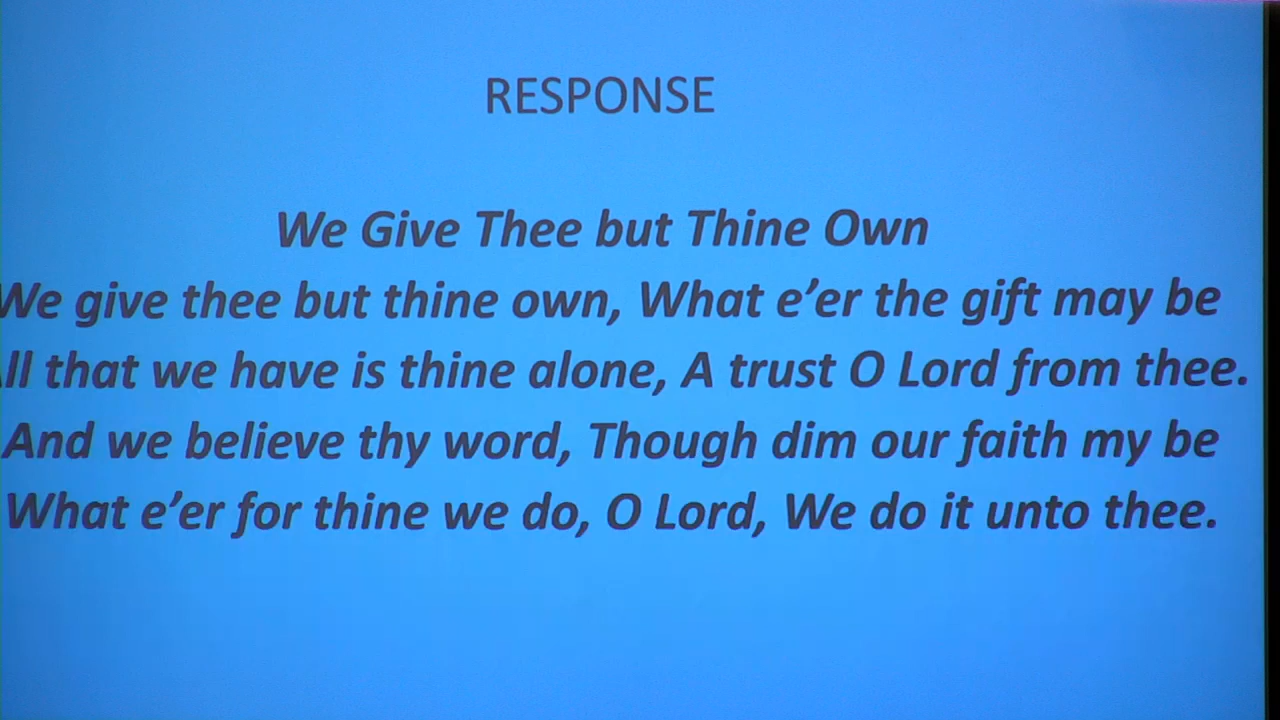 RESPONSE
We Give Thee but Thine Own
We give thee but thine own, What e’er the gift may be
ll that we have is thine alone, A trust O Lord from thee.
And we believe thy word, Though dim our faith my be
What e’er for thine we do, O Lord, We do it unto thee.